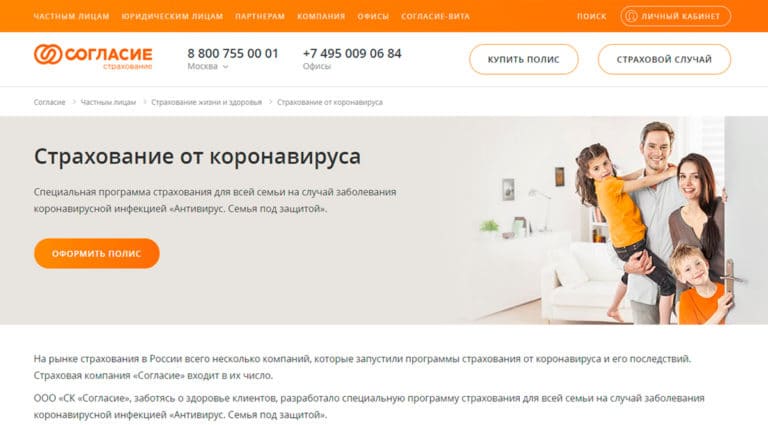 ЧАСТНЫМ ЛИЦАМ ЮРИДИЧЕСКИМ ЛИЦАМ ПАРТНЕРАМ КОМПАНИЯ ОФИСЫ СОГЛАСИЕ-ВИТА ПОИСК ЛИЧНЫЙ КАБИНЕТ
СОГЛАСИЕ 8 800 755 00 01 +7 495 009 06 84 КУПИТЬ ПОЛИС СТРАХОВОЙ СЛУЧАЙ
страхование Москва Офисы
Согласие > Частным лицам > Страхование жизни и здоровья > Страхование от коронавируса
Страхование от коронавируса
Специальная программа страхования для всей семьи на случай заболевания
коронавирусной инфекцией «Антивирус. Семья под защитой».
ОФОРМИТЬ ПОЛИС
На рынке страхования в России всего несколько компаний, которые запустили программы страхования от коронавируса и его последствий.
Страховая компания «Согласие» входит в их число.
ООО «СК «Согласие», заботясь о здоровье клиентов, разработало специальную программу страхования для всей семьи на случай заболевания
коронавирусной инфекцией «Антивирус. Семья под защитой».